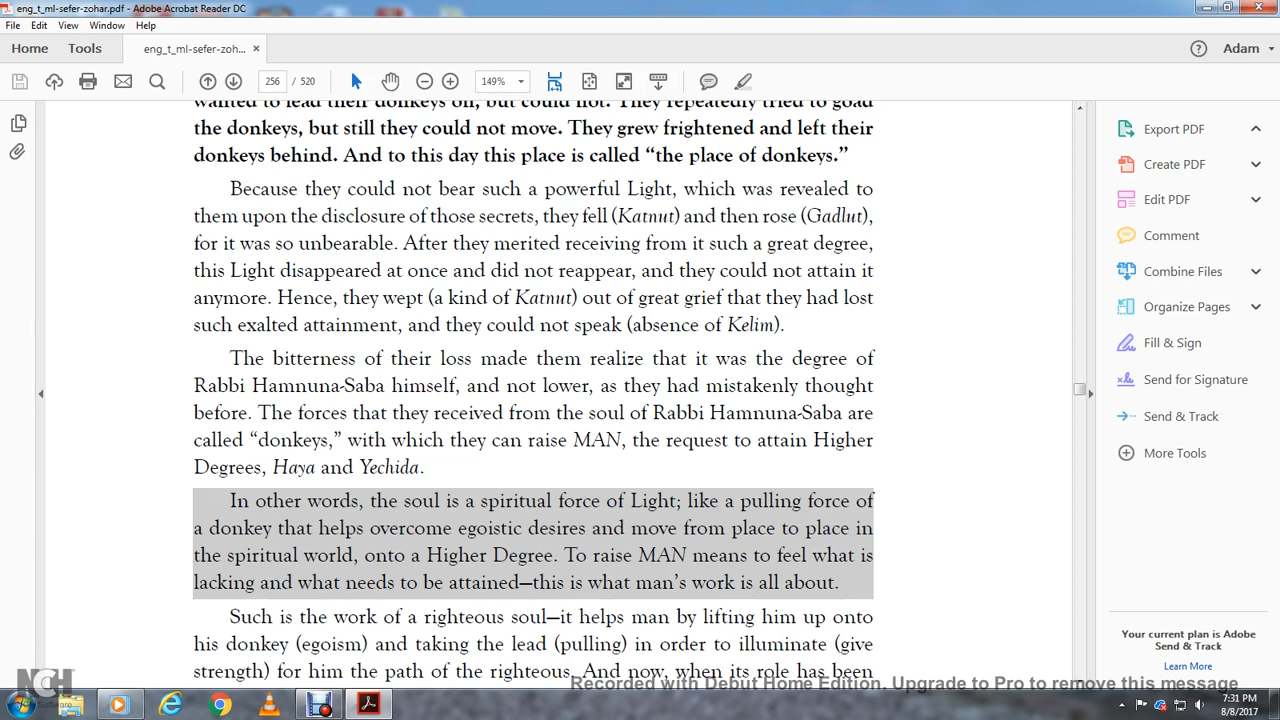 eng_t_ml-sefer-zohar.pdf - Adobe Acrobat Reader DC
File Edit View Window Help
Home Tools eng_t_ml-sefer-zoh... × Adam
256 / 520 149%
wanted to lead their donkeys on, but could not. They repeatedly tried to goad
the donkeys, but still they could not move. They grew frightened and left their
donkeys behind. And to this day this place is called “the place of donkeys.”
Because they could not bear such a powerful Light, which was revealed to
them upon the disclosure of those secrets, they fell (Katnut) and then rose (Gadlut),
for it was so unbearable. After they merited receiving from it such a great degree,
this Light disappeared at once and did not reappear, and they could not attain it
anymore. Hence, they wept (a kind of Katnut) out of great grief that they had lost
such exalted attainment, and they could not speak (absence of Kelim).
The bitterness of their loss made them realize that it was the degree of
Rabbi Hamnuna-Saba himself, and not lower, as they had mistakenly thought
before. The forces that they received from the soul of Rabbi Hamnuna-Saba are
called “donkeys,” with which they can raise MAN, the request to attain Higher
Degrees, Haya and Yechida.
In other words, the soul is a spiritual force of Light; like a pulling force of
a donkey that helps overcome egoistic desires and move from place to place in
the spiritual world, onto a Higher Degree. To raise MAN means to feel what is
lacking and what needs to be attained—this is what man’s work is all about.
Such is the work of a righteous soul—it helps man by lifting him up onto
his donkey (egoism) and taking the lead (pulling) in order to illuminate (give
strength) for him the path of the righteous. And now, when its role has been
Export PDF
Create PDF
Edit PDF
Comment
Combine Files
Organize Pages
Fill & Sign
Send for Signature
Send & Track
More Tools
Your current plan is Adobe
Send & Track
Learn More
NCH
Software
Recorded with Debut Home Edition. Upgrade to Pro to remove this message
7:31 PM
8/8/2017